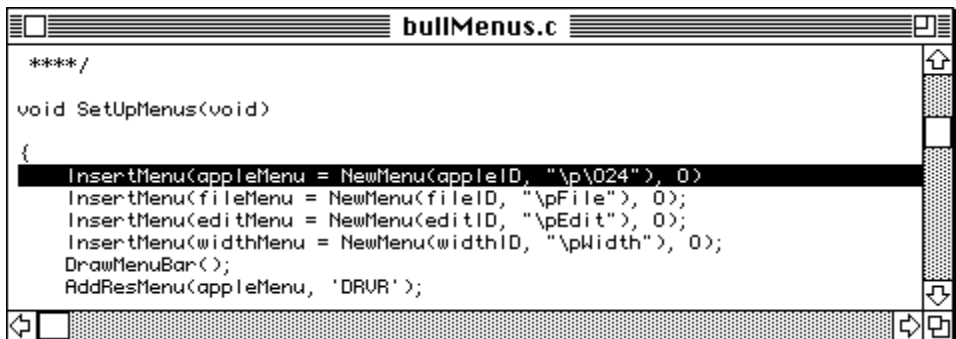 bullMenus.c
****/
void SetUpMenus(void)
{
InsertMenu(appleMenu = NewMenu(appleID, "\p\024"), 0)
InsertMenu(fileMenu = NewMenu(fileID, "\pFile"), 0);
InsertMenu(editMenu = NewMenu(editID, "\pEdit"), 0);
InsertMenu(widthMenu = NewMenu(widthID, "\pWidth"), 0);
DrawMenuBar();
AddResMenu(appleMenu, 'DRVR');